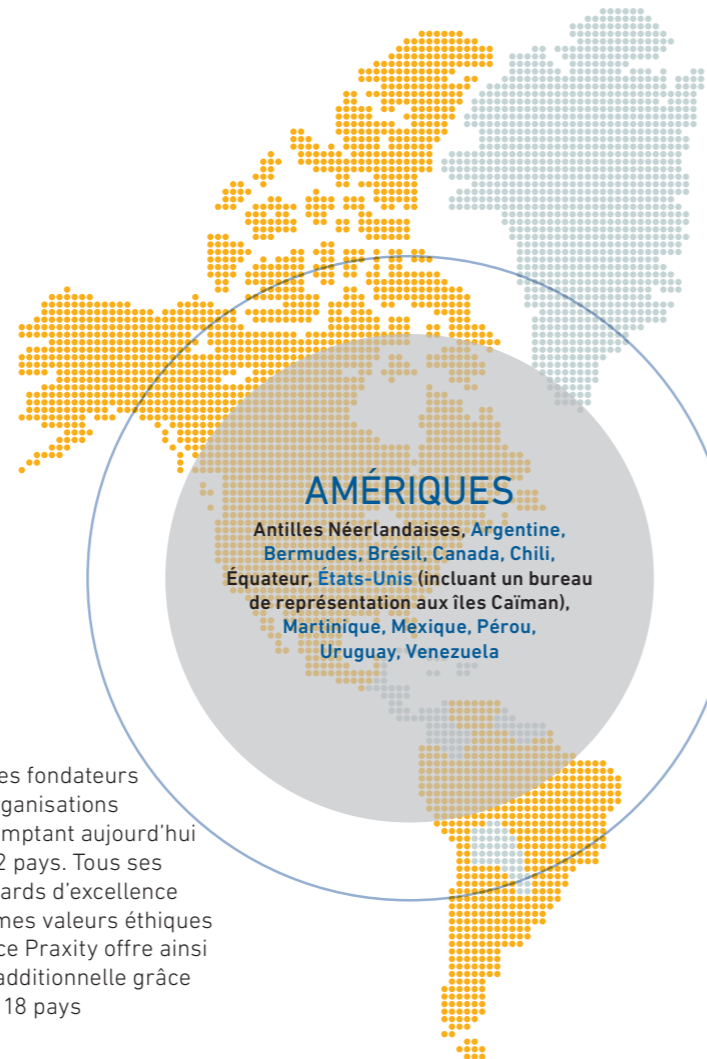 AMÉRIQUES
Antilles Néerlandaises, Argentine,
Bermudes, Brésil, Canada, Chili,
Équateur, États-Unis (incluant un bureau
de représentation aux îles Caïman),
Martinique, Mexique, Pérou,
Uruguay, Venezuela
es fondateurs
ganisations
mptant aujourd’hui
2 pays. Tous ses
ards d’excellence
mes valeurs éthiques
ce Praxity offre ainsi
additionnelle grâce
18 pays